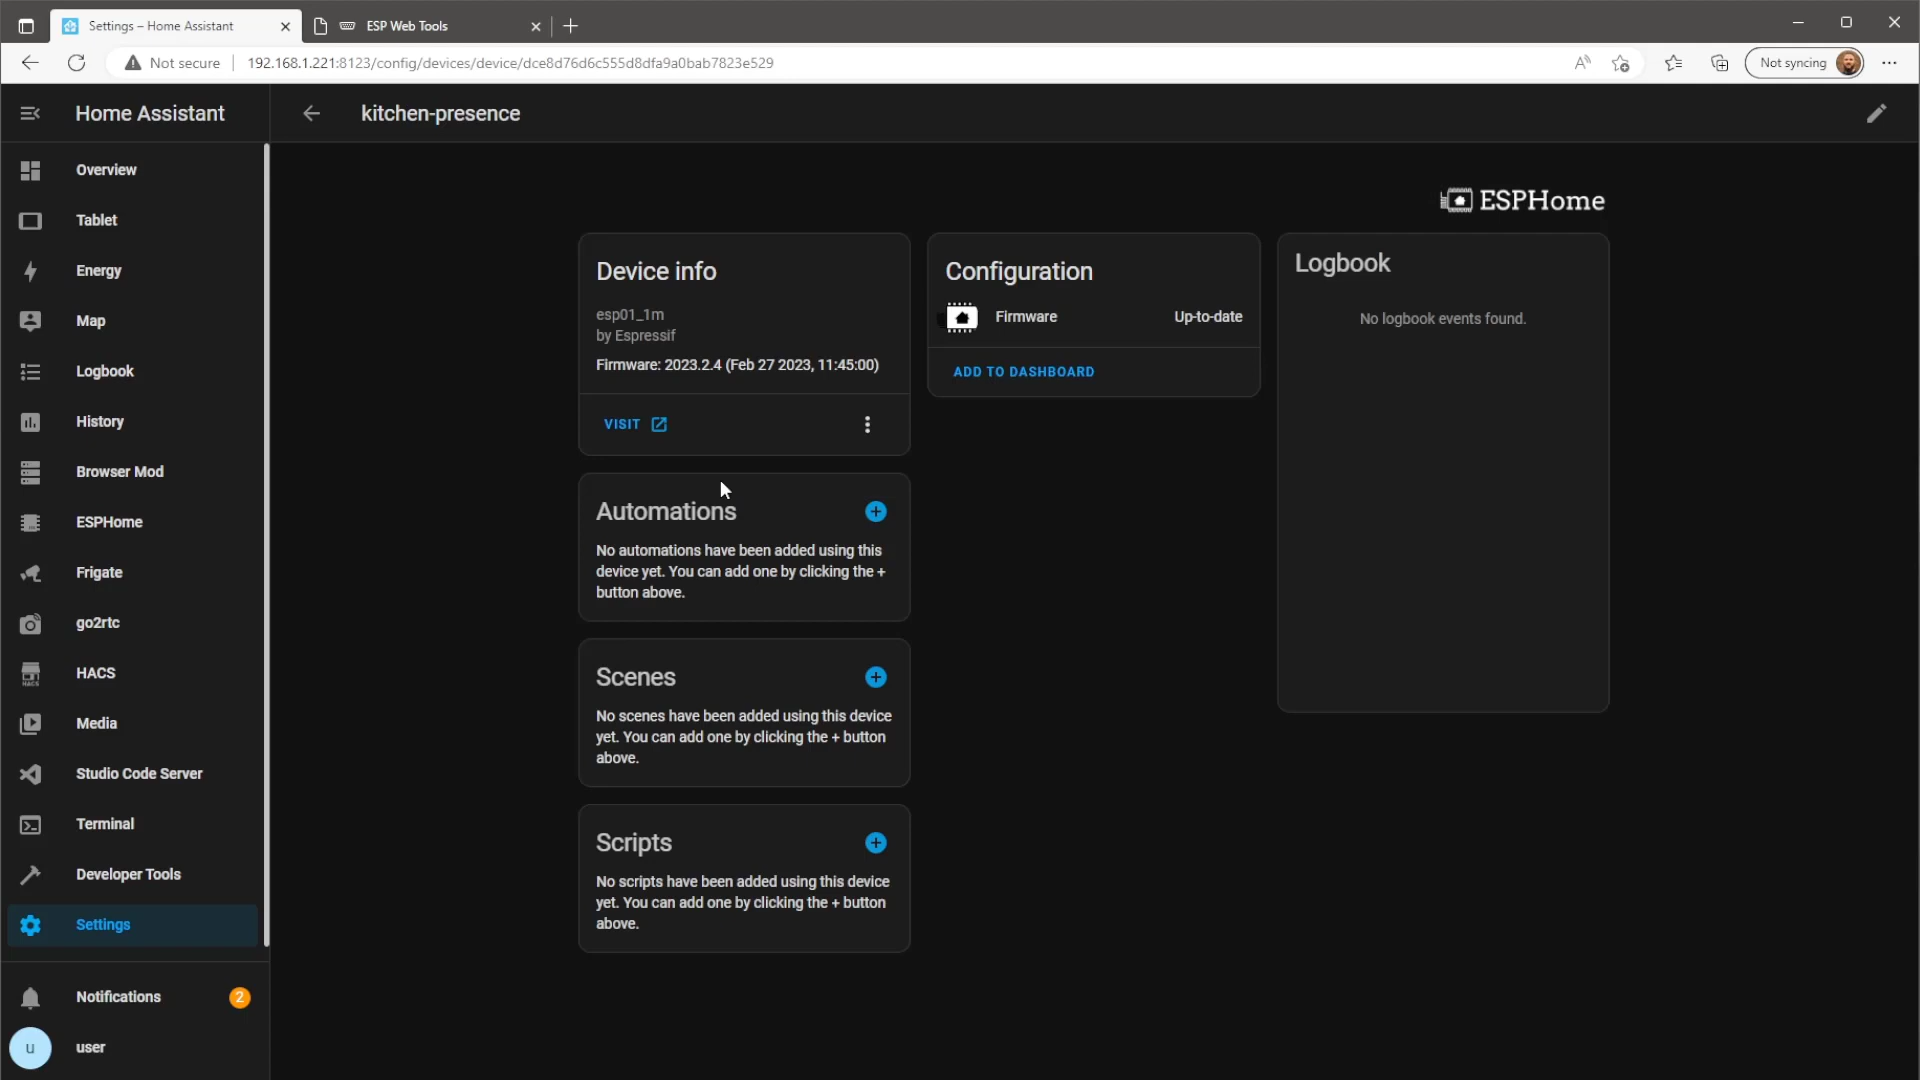 Settings – Home Assistant
ESP Web Tools
Not secure
192.168.1.221:8123/config/devices/device/dce8d76d6c555d8dfa9a0bab7823e529
Not syncing
Home Assistant
kitchen-presence
Overview
Tablet
Energy
Map
Logbook
History
Browser Mod
ESPHome
Frigate
go2rtc
HACS
HACS
Media
Studio Code Server
Terminal
Developer Tools
Settings
Notifications
2
u
user
ESPHome
Device info
esp01_1m
by Espressif
Firmware: 2023.2.4 (Feb 27 2023, 11:45:00)
VISIT
Automations
No automations have been added using this
device yet. You can add one by clicking the +
button above.
Scenes
No scenes have been added using this device
yet. You can add one by clicking the + button
above.
Scripts
No scripts have been added using this device
yet. You can add one by clicking the + button
above.
Configuration
Firmware
Up-to-date
ADD TO DASHBOARD
Logbook
No logbook events found.